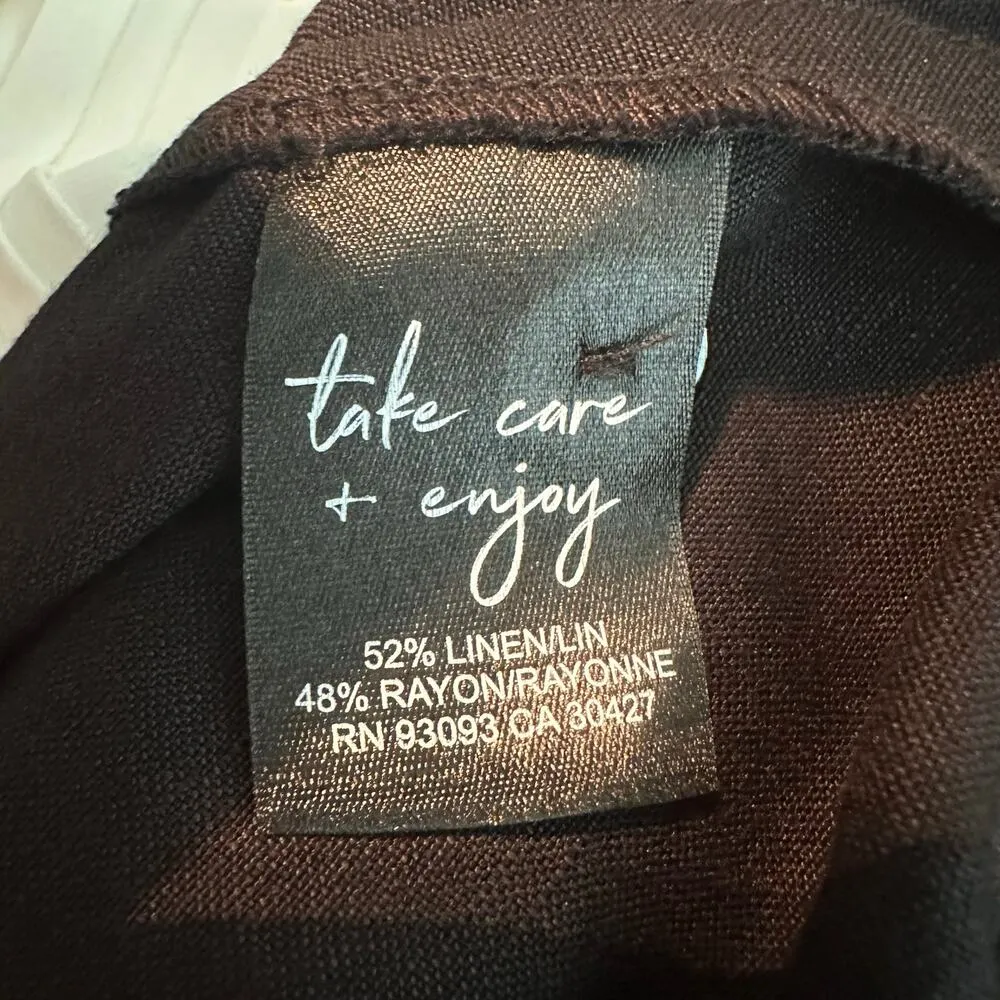 take care
+ enjoy
52% LINEN/LIN
48% RAYON/RAYONNE
RN 93093 CA 30427